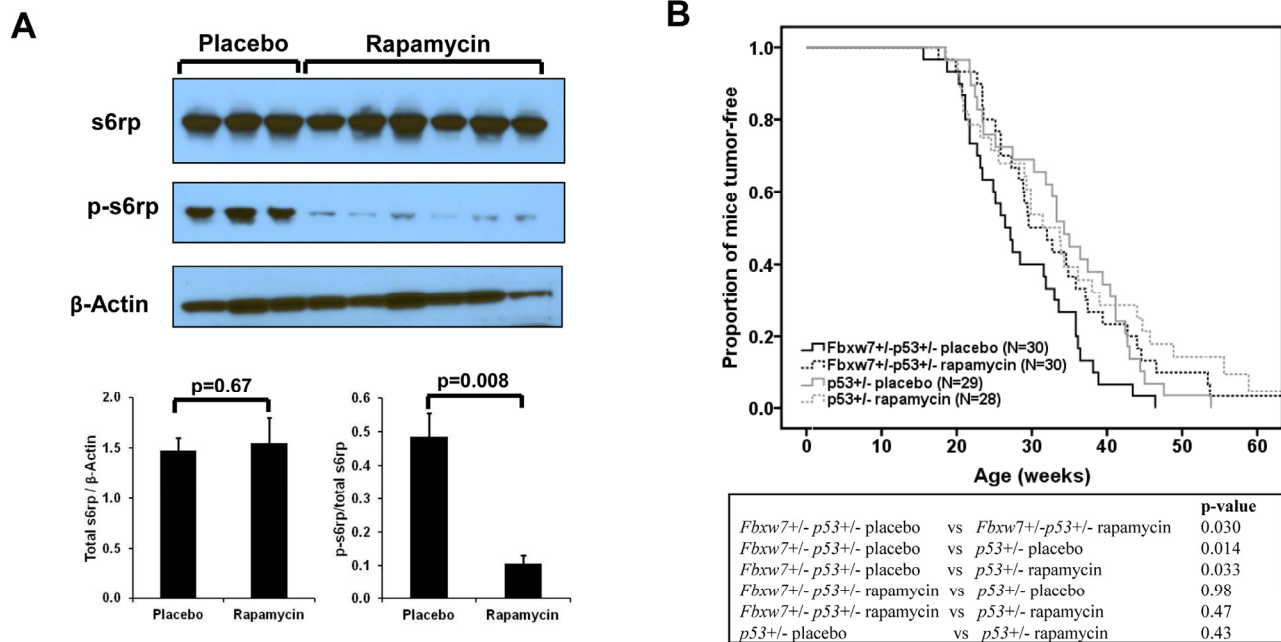 A
Placebo Rapamycin
s6rp
p-s6rp
β-Actin
p=0.67
2.0
1.5
1.0
0.5
0.0
Total s6rp / β-Actin
Placebo Rapamycin
p=0.008
0.6
0.5
0.4
0.3
0.2
0.1
0.0
p-s6rp/total s6rp
Placebo Rapamycin
B
1.0
0.8
0.6
0.4
0.2
0.0
Proportion of mice tumor-free
Fbxw7+/-p53+/- placebo (N=30)
Fbxw7+/-p53+/- rapamycin (N=30)
p53+/- placebo (N=29)
p53+/- rapamycin (N=28)
0 10 20 30 40 50 60
Age (weeks)
p-value
Fbxw7+/- p53+/- placebo vs Fbxw7+/-p53+/- rapamycin 0.030
Fbxw7+/- p53+/- placebo vs p53+/- placebo 0.014
Fbxw7+/- p53+/- placebo vs p53+/- rapamycin 0.033
Fbxw7+/- p53+/- rapamycin vs p53+/- placebo 0.98
Fbxw7+/- p53+/- rapamycin vs p53+/- rapamycin 0.47
p53+/- placebo vs p53+/- rapamycin 0.43